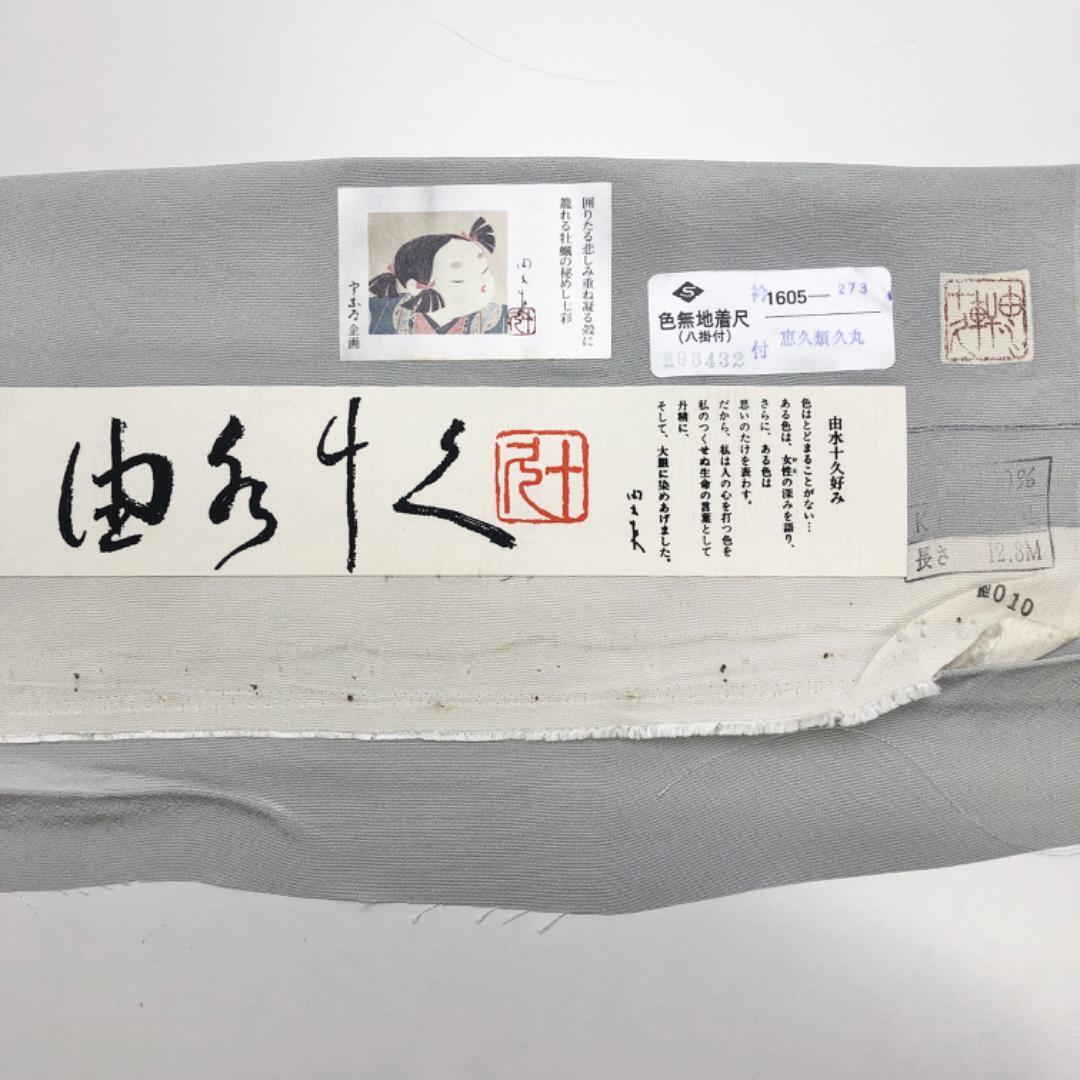 囲りたる悲しみ重ね凝る殻に
籠れる牡蠣の秘めし七彩
企画
S
衿
1605—
273
色無地着尺
(八掛付)
付
恵久類久丸
93432
由水十久
由水十久好み
色はとどまることがない…
ある色は、女性の深みを語り、
さらに、ある色は
思いのたけを表わす。
だから、私は人の心を打つ色を
私のつくせぬ生命の言葉として
丹精に、
そして、大胆に染めあげました。
長さ 12.8M
010